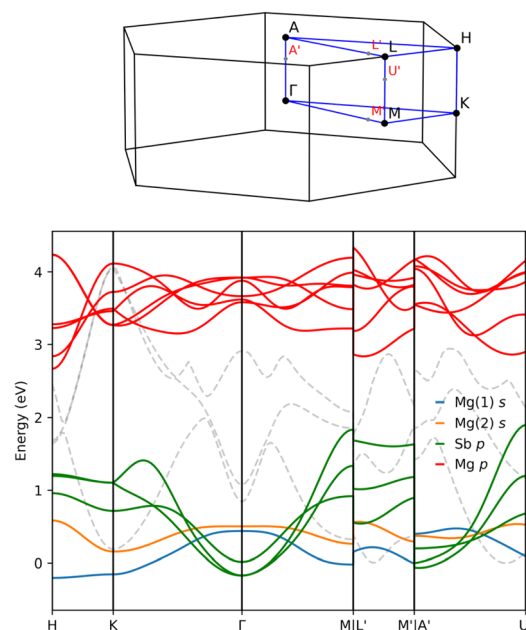 A
A'
L'
L
H
U'
Γ
M'
M
K
Energy (eV)
4
3
2
1
0
Mg(1) s
Mg(2) s
Sb p
Mg p
H K Γ M|L' M'|A' U'